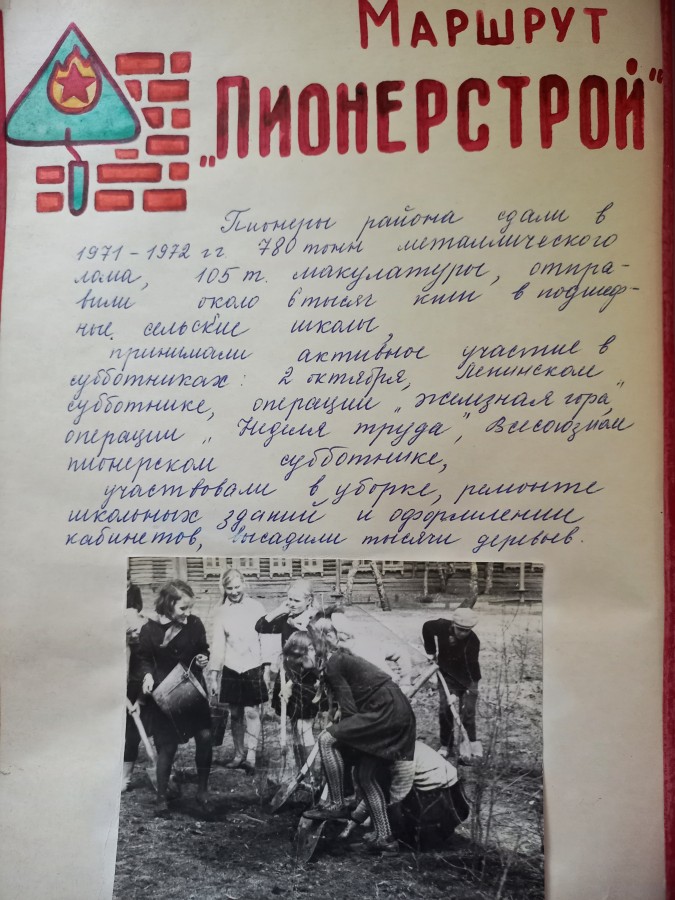 Маршрут
„Пионерстрой"
Пионеры района сдали в
1971-1972 гг. 780 тонн металлического
лома, 105 т. макулатуры, отпра-
вили около 6 тысяч книг в подшеф-
ные сельские школы,
принимали активное участие в
субботниках: 2 октября, Ленинском
субботнике, операции „Железная гора",
операции „Неделя труда", Всесоюзном
пионерском субботнике,
участвовали в уборке, ремонте
школьных зданий и оформлении
кабинетов, высадили тысячи деревьев.